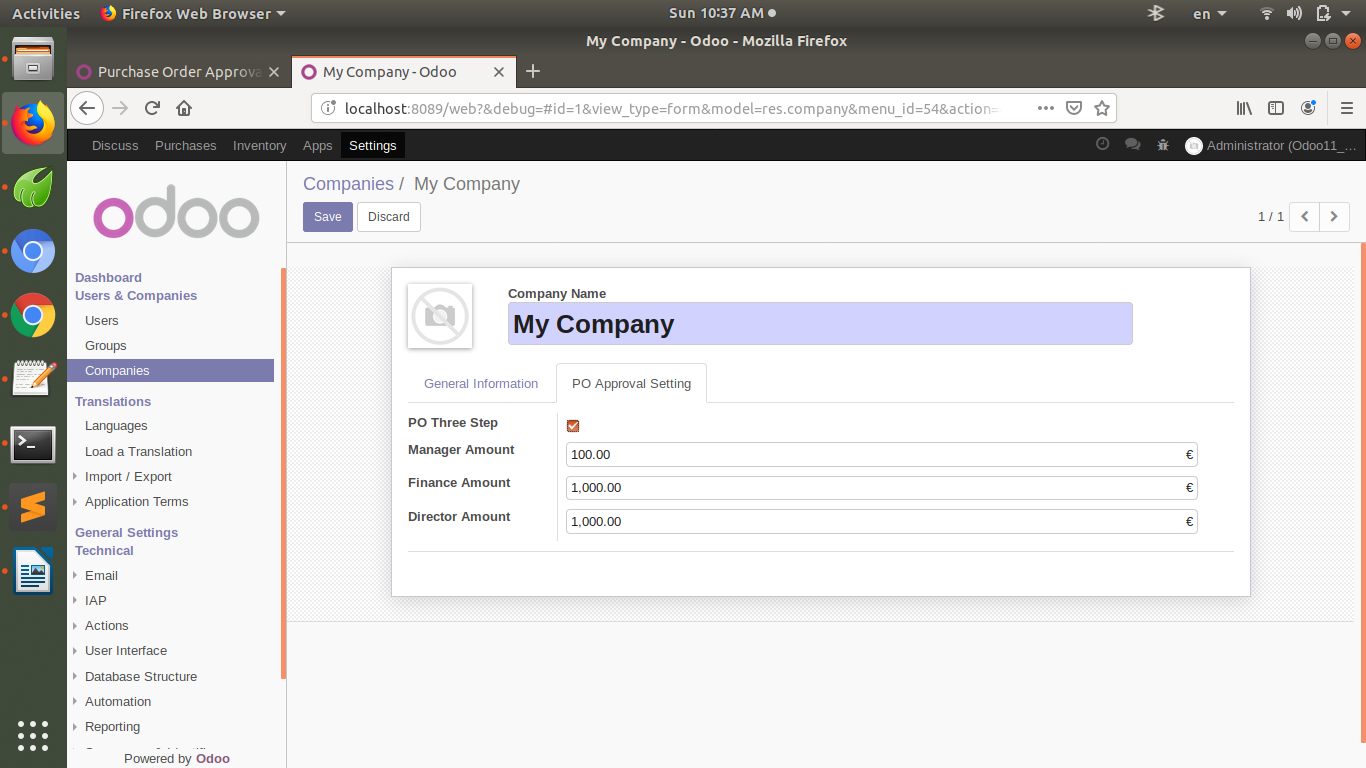 Activities Firefox Web Browser Sun 10:37 AM en
My Company - Odoo - Mozilla Firefox
Purchase Order Approva My Company - Odoo
localhost:8089/web?&debug=#id=1&view_type=form&model=res.company&menu_id=54&action=
Discuss Purchases Inventory Apps Settings Administrator (Odoo11_...
odoo
Companies / My Company
Save Discard 1 / 1
Dashboard
Users & Companies
Users
Groups
Companies
Translations
Languages
Load a Translation
Import / Export
Application Terms
General Settings
Technical
Email
IAP
Actions
User Interface
Database Structure
Automation
Reporting
Powered by Odoo
Company Name
My Company
General Information PO Approval Setting
PO Three Step
Manager Amount 100.00 €
Finance Amount 1,000.00 €
Director Amount 1,000.00 €